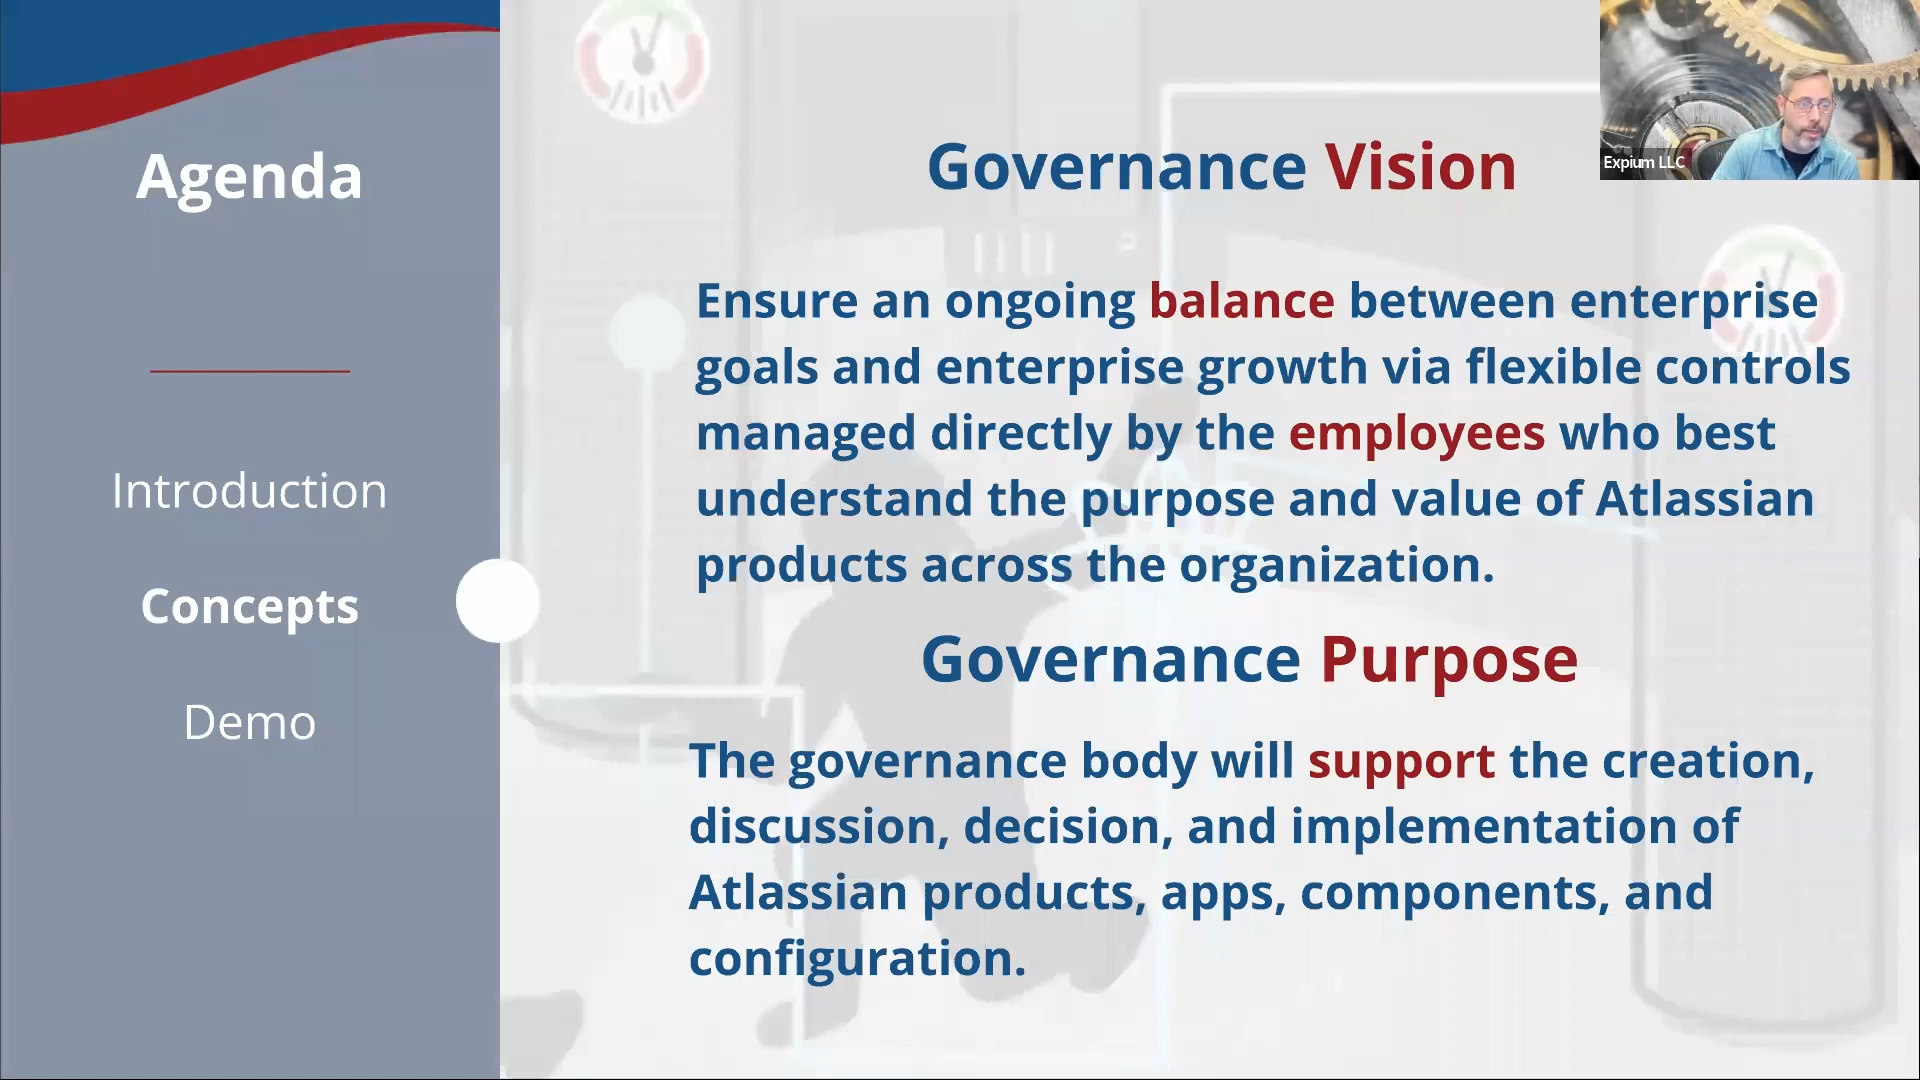 Agenda
Introduction
Concepts
Demo
Governance Vision
Ensure an ongoing balance between enterprise
goals and enterprise growth via flexible controls
managed directly by the employees who best
understand the purpose and value of Atlassian
products across the organization.
Governance Purpose
The governance body will support the creation,
discussion, decision, and implementation of
Atlassian products, apps, components, and
configuration.
Expium LLC